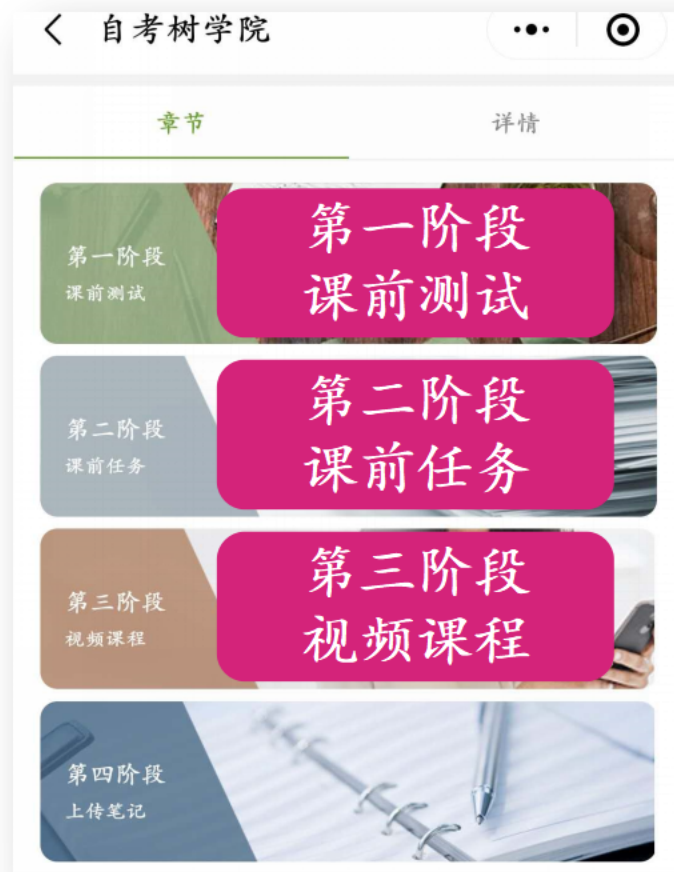 自考树学院
章节
详情
第一阶段
课前测试
第一阶段
课前测试
第二阶段
课前任务
第二阶段
课前任务
第三阶段
视频课程
第三阶段
视频课程
第四阶段
上传笔记